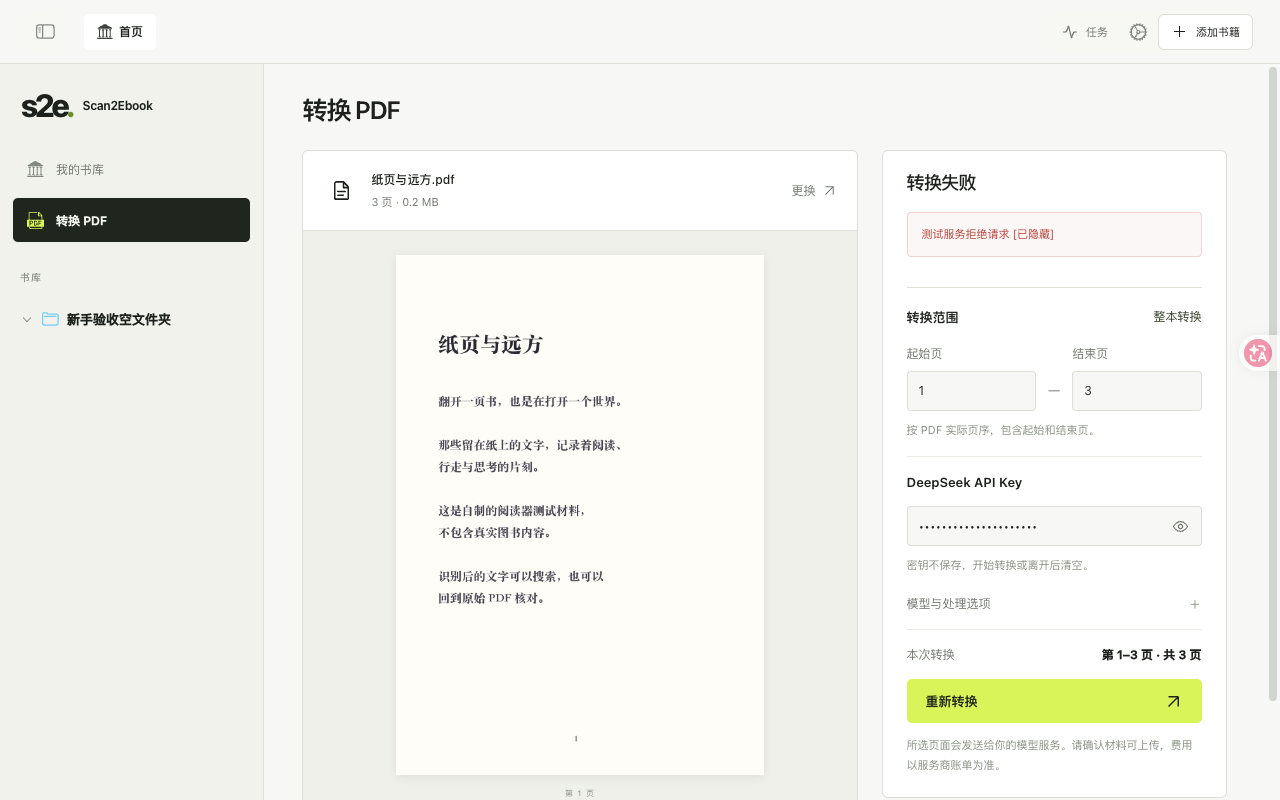 首页
任务
添加书籍
s2e.
Scan2Ebook
我的书库
PDF
转换 PDF
书库
新手验收空文件夹
转换 PDF
纸页与远方.pdf
3 页 · 0.2 MB
更换
纸页与远方
翻开一页书，也是在打开一个世界。
那些留在纸上的文字，记录着阅读、
行走与思考的片刻。
这是自制的阅读器测试材料，
不包含真实图书内容。
识别后的文字可以搜索，也可以
回到原始 PDF 核对。
1
第 1 页
转换失败
测试服务拒绝请求 [已隐藏]
转换范围
整本转换
起始页
结束页
1
—
3
按 PDF 实际页序，包含起始和结束页。
DeepSeek API Key
•••••••••••••••••••••
密钥不保存，开始转换或离开后清空。
模型与处理选项
本次转换
第 1–3 页 · 共 3 页
重新转换
所选页面会发送给你的模型服务。请确认材料可上传，费用
以服务商账单为准。